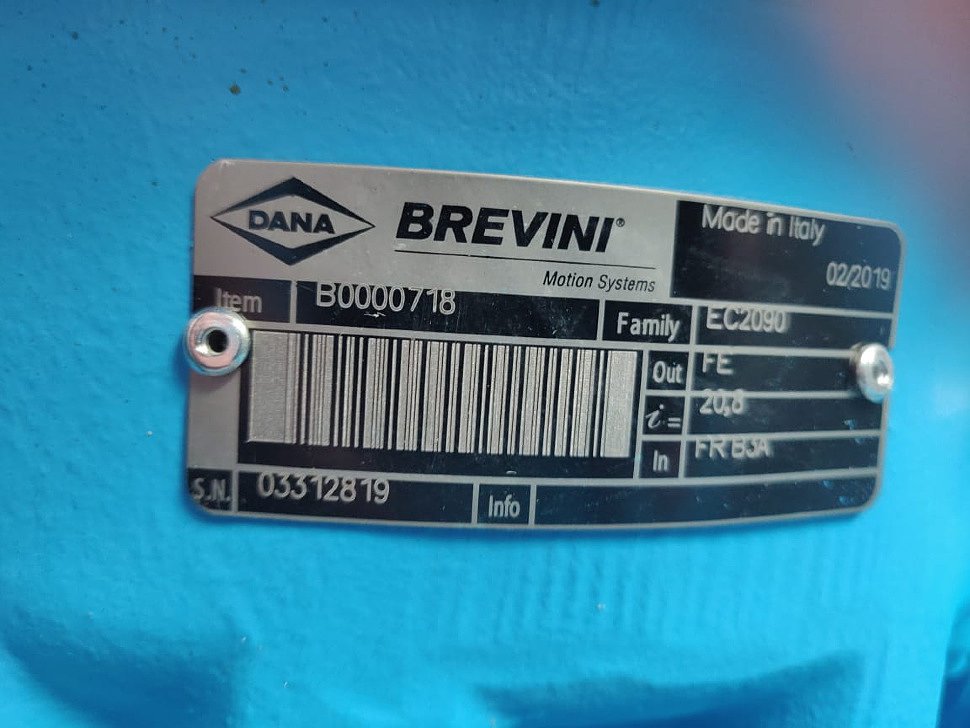 DANA BREVINI®
Motion Systems
Made in Italy
02/2019
Item B0000718
Family EC2090
Out FE
i = 20,8
In FR B3A
S.N. 03312819
Info